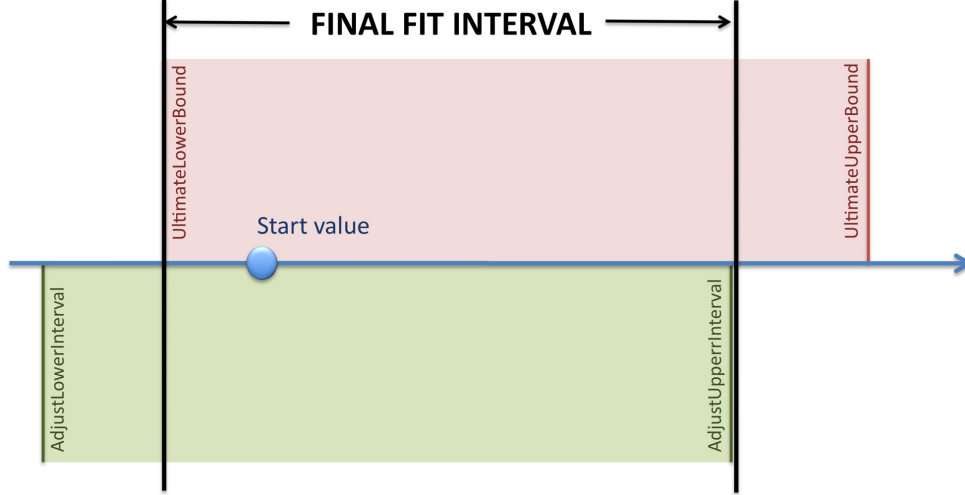 FINAL FIT INTERVAL
UltimateLowerBound
UltimateUpperBound
Start value
AdjustLowerInterval
AdjustUpperrInterval